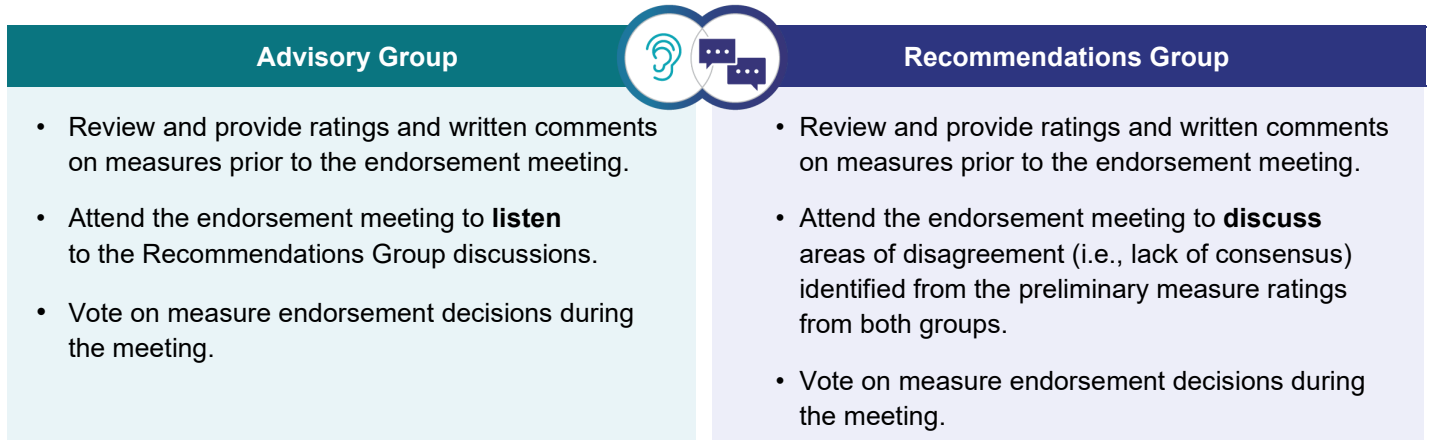 Advisory Group
• Review and provide ratings and written comments
on measures prior to the endorsement meeting.
• Attend the endorsement meeting to listen
to the Recommendations Group discussions.
• Vote on measure endorsement decisions during
the meeting.
Recommendations Group
• Review and provide ratings and written comments
on measures prior to the endorsement meeting.
• Attend the endorsement meeting to discuss
areas of disagreement (i.e., lack of consensus)
identified from the preliminary measure ratings
from both groups.
• Vote on measure endorsement decisions during
the meeting.